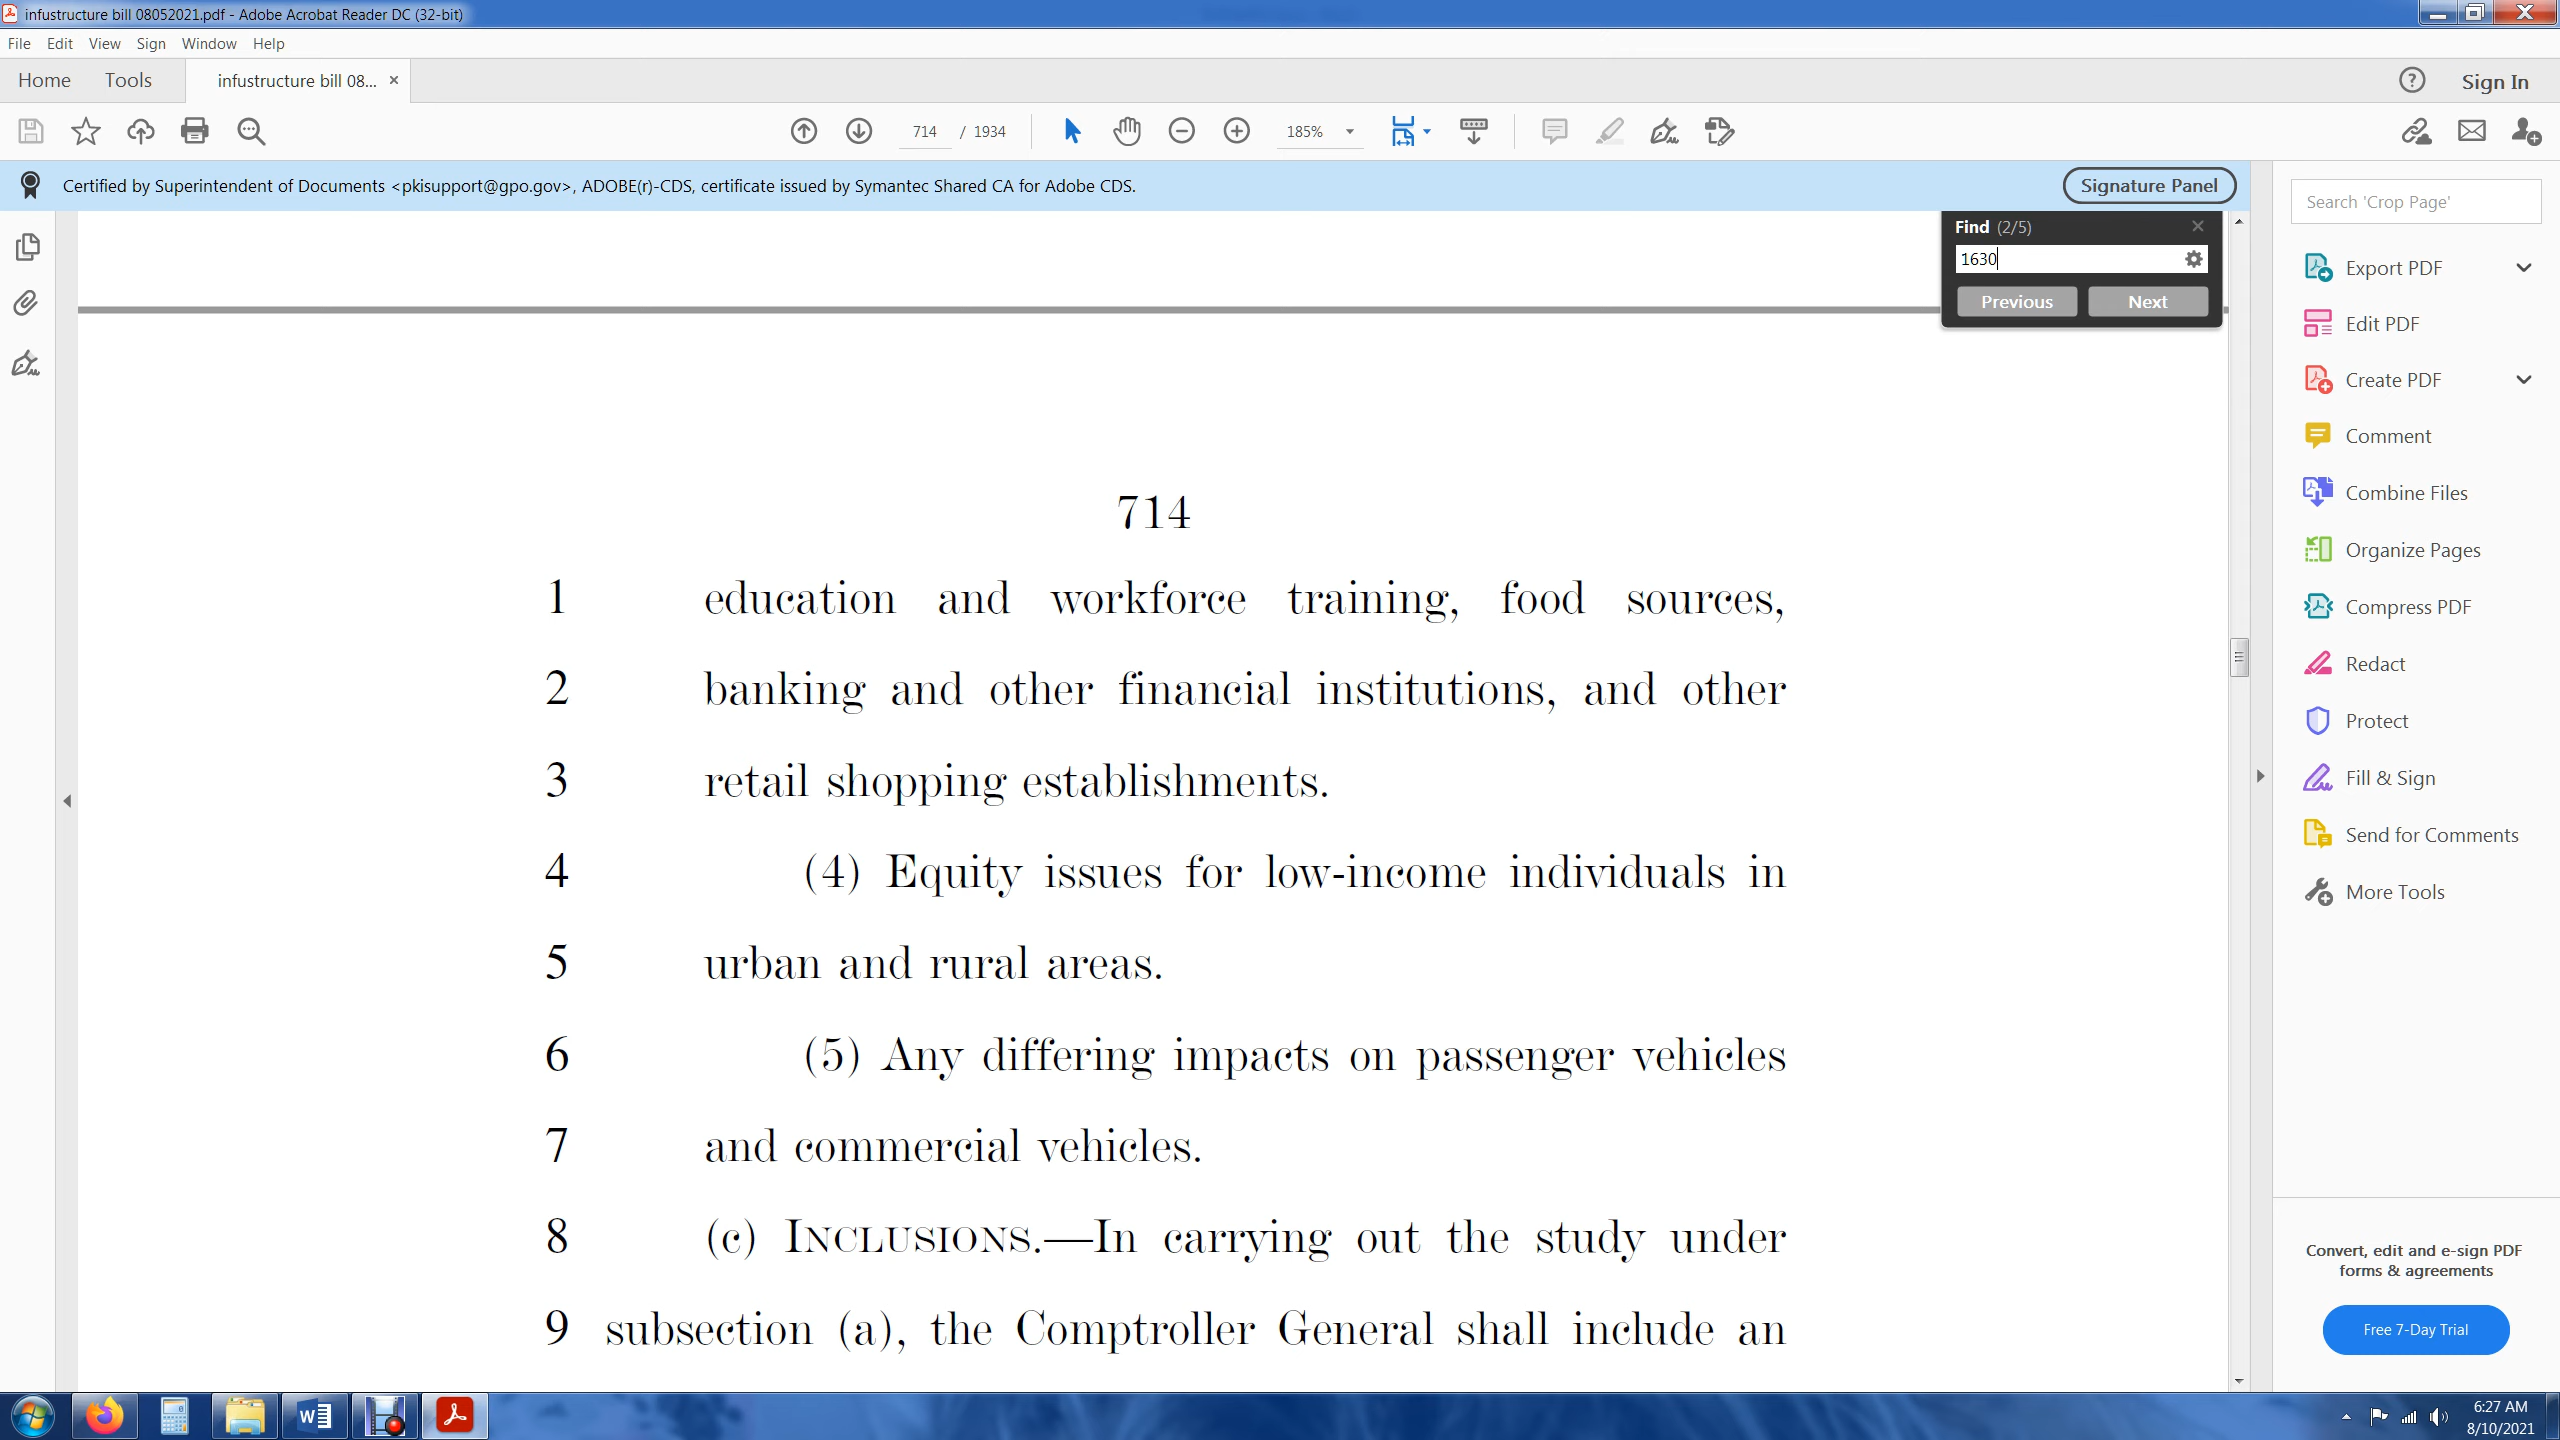 infustructure bill 08052021.pdf - Adobe Acrobat Reader DC (32-bit)
File Edit View Sign Window Help
Home Tools infustructure bill 08... × Sign In
714 / 1934 185%
Certified by Superintendent of Documents <pkisupport@gpo.gov>, ADOBE(r)-CDS, certificate issued by Symantec Shared CA for Adobe CDS. Signature Panel
Find (2/5)
1630
Previous Next
Search 'Crop Page'
Export PDF
Edit PDF
Create PDF
Comment
Combine Files
Organize Pages
Compress PDF
Redact
Protect
Fill & Sign
Send for Comments
More Tools
Convert, edit and e-sign PDF
forms & agreements
Free 7-Day Trial
714
1 education and workforce training, food sources,
2 banking and other financial institutions, and other
3 retail shopping establishments.
4 (4) Equity issues for low-income individuals in
5 urban and rural areas.
6 (5) Any differing impacts on passenger vehicles
7 and commercial vehicles.
8 (c) INCLUSIONS.—In carrying out the study under
9 subsection (a), the Comptroller General shall include an
6:27 AM
8/10/2021